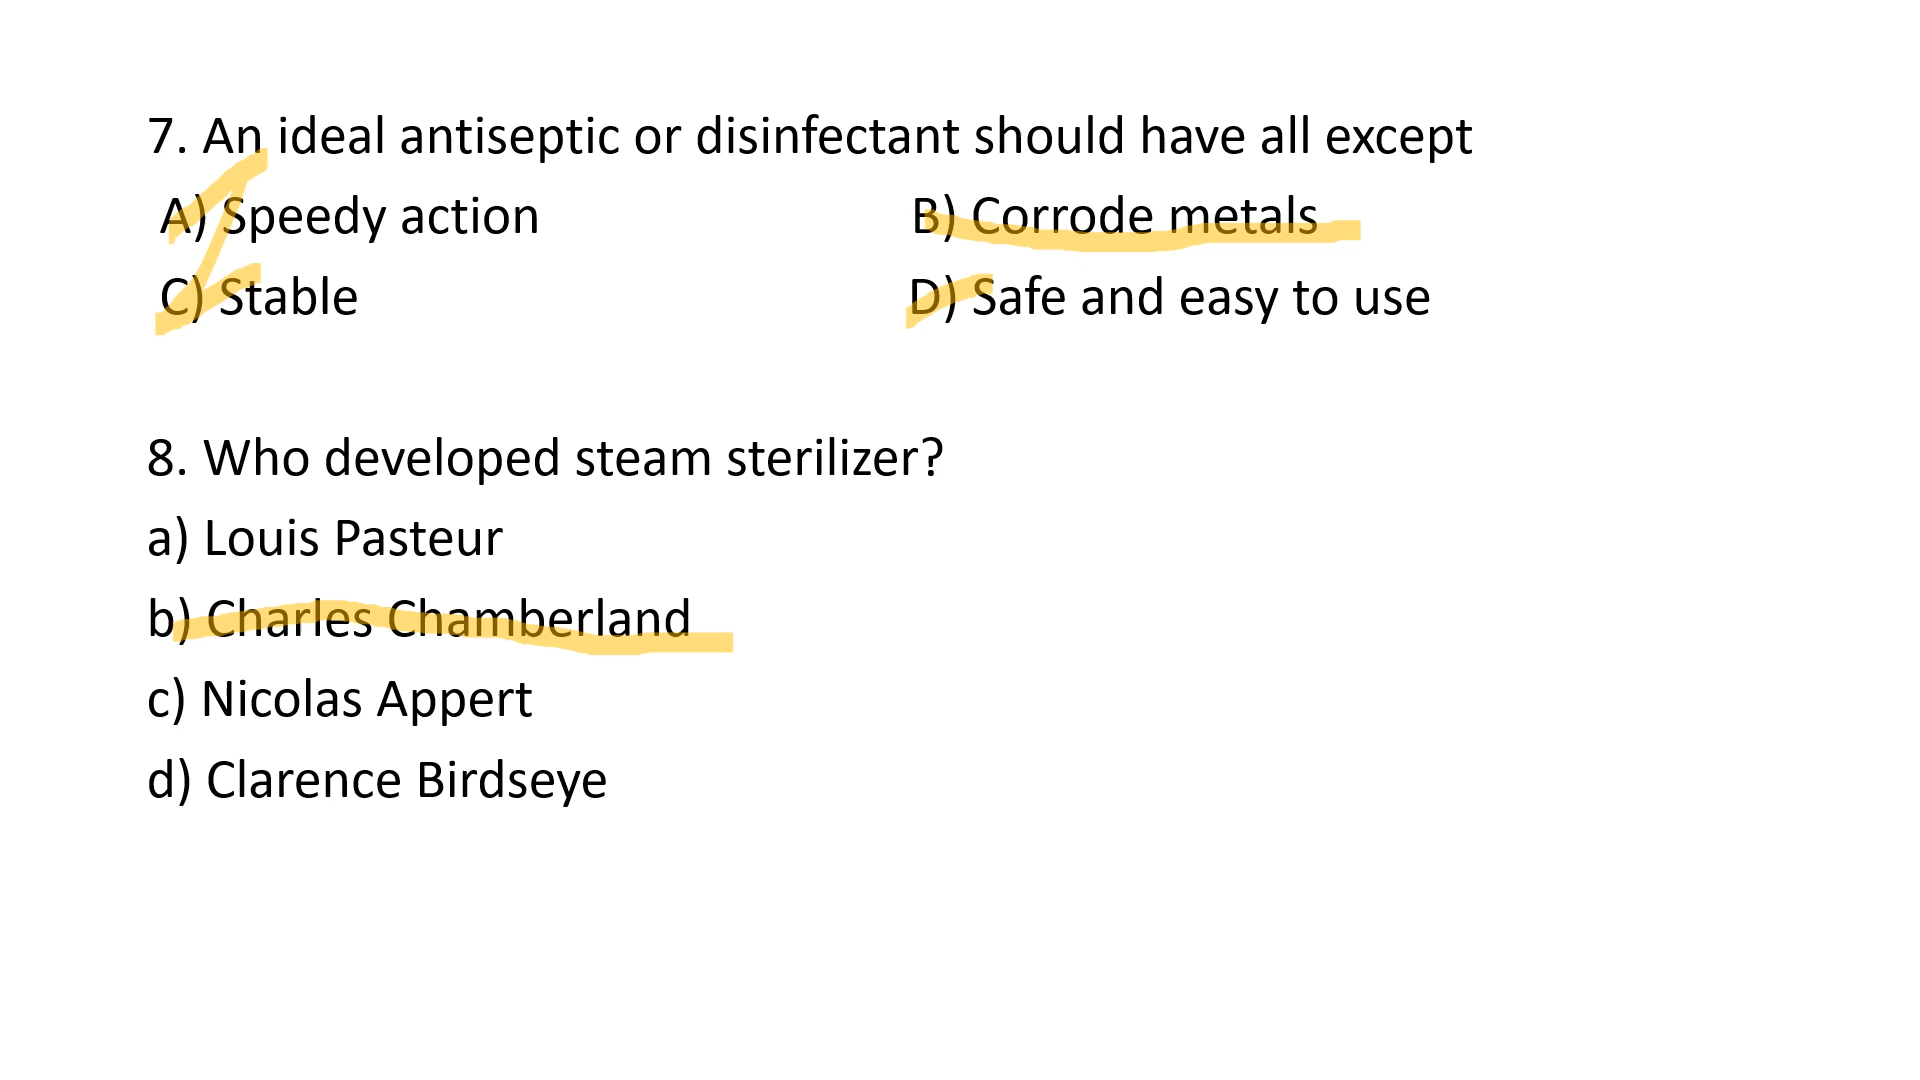 7. An ideal antiseptic or disinfectant should have all except
A) Speedy action B) Corrode metals
C) Stable D) Safe and easy to use
8. Who developed steam sterilizer?
a) Louis Pasteur
b) Charles Chamberland
c) Nicolas Appert
d) Clarence Birdseye